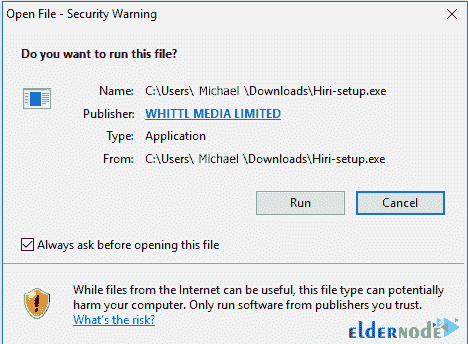 Open File - Security Warning
Do you want to run this file?
Name: C:\Users\ Michael \Downloads\Hiri-setup.exe
Publisher: WHITTL MEDIA LIMITED
Type: Application
From: C:\Users\ Michael \Downloads\Hiri-setup.exe
Run Cancel
Always ask before opening this file
While files from the Internet can be useful, this file type can potentially
harm your computer. Only run software from publishers you trust.
What's the risk?
elderNode